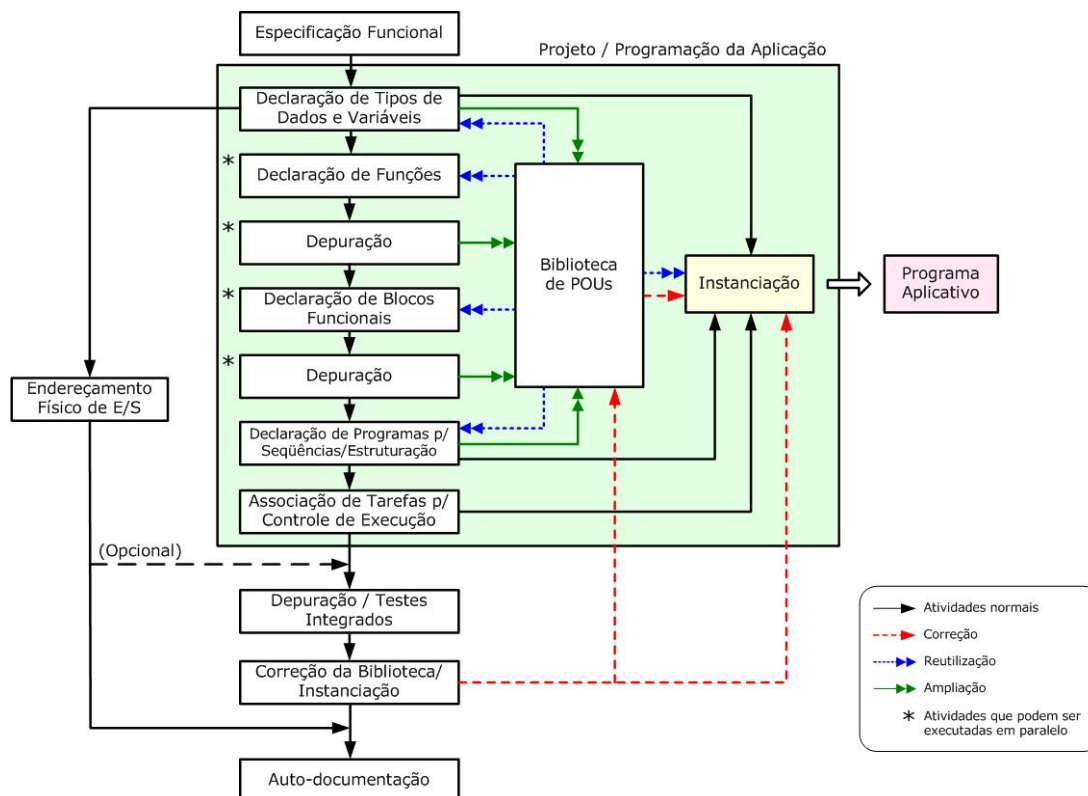 Especificação Funcional
Projeto / Programação da Aplicação
Declaração de Tipos de
Dados e Variáveis
*
Declaração de Funções
*
Depuração
Biblioteca
de POUs
Instanciação
Programa
Aplicativo
*
Declaração de Blocos
Funcionais
*
Depuração
Endereçamento
Físico de E/S
Declaração de Programas p/
Seqüências/Estruturação
Associação de Tarefas p/
Controle de Execução
(Opcional)
Depuração / Testes
Integrados
Correção da Biblioteca/
Instanciação
Auto-documentação
Atividades normais
Correção
Reutilização
Ampliação
* Atividades que podem ser
executadas em paralelo